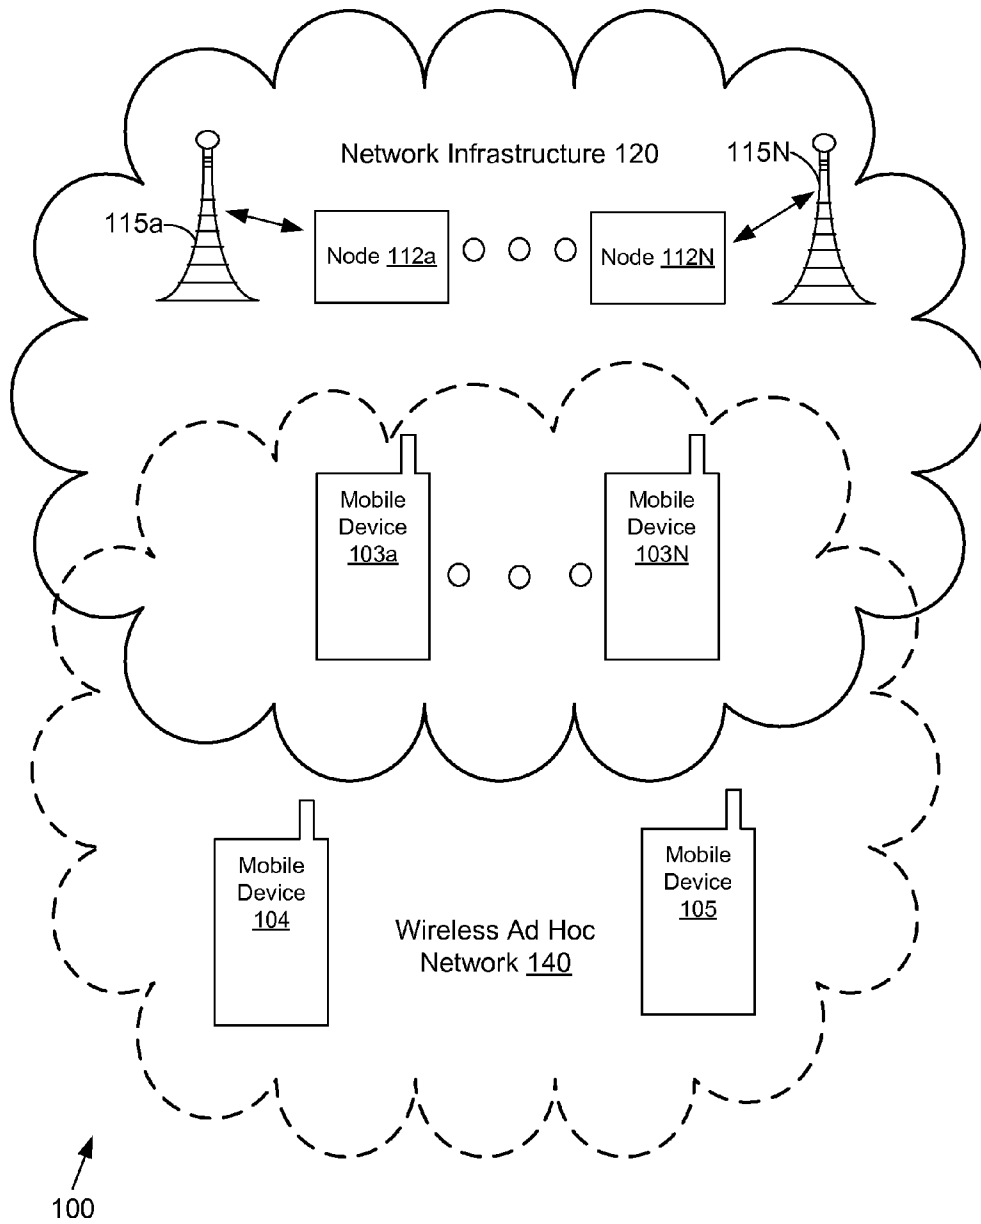 Network Infrastructure 120
115N
115a
Node 112a
Node 112N
Mobile
Device
103a
Mobile
Device
103N
Mobile
Device
104
Mobile
Device
105
Wireless Ad Hoc
Network 140
100